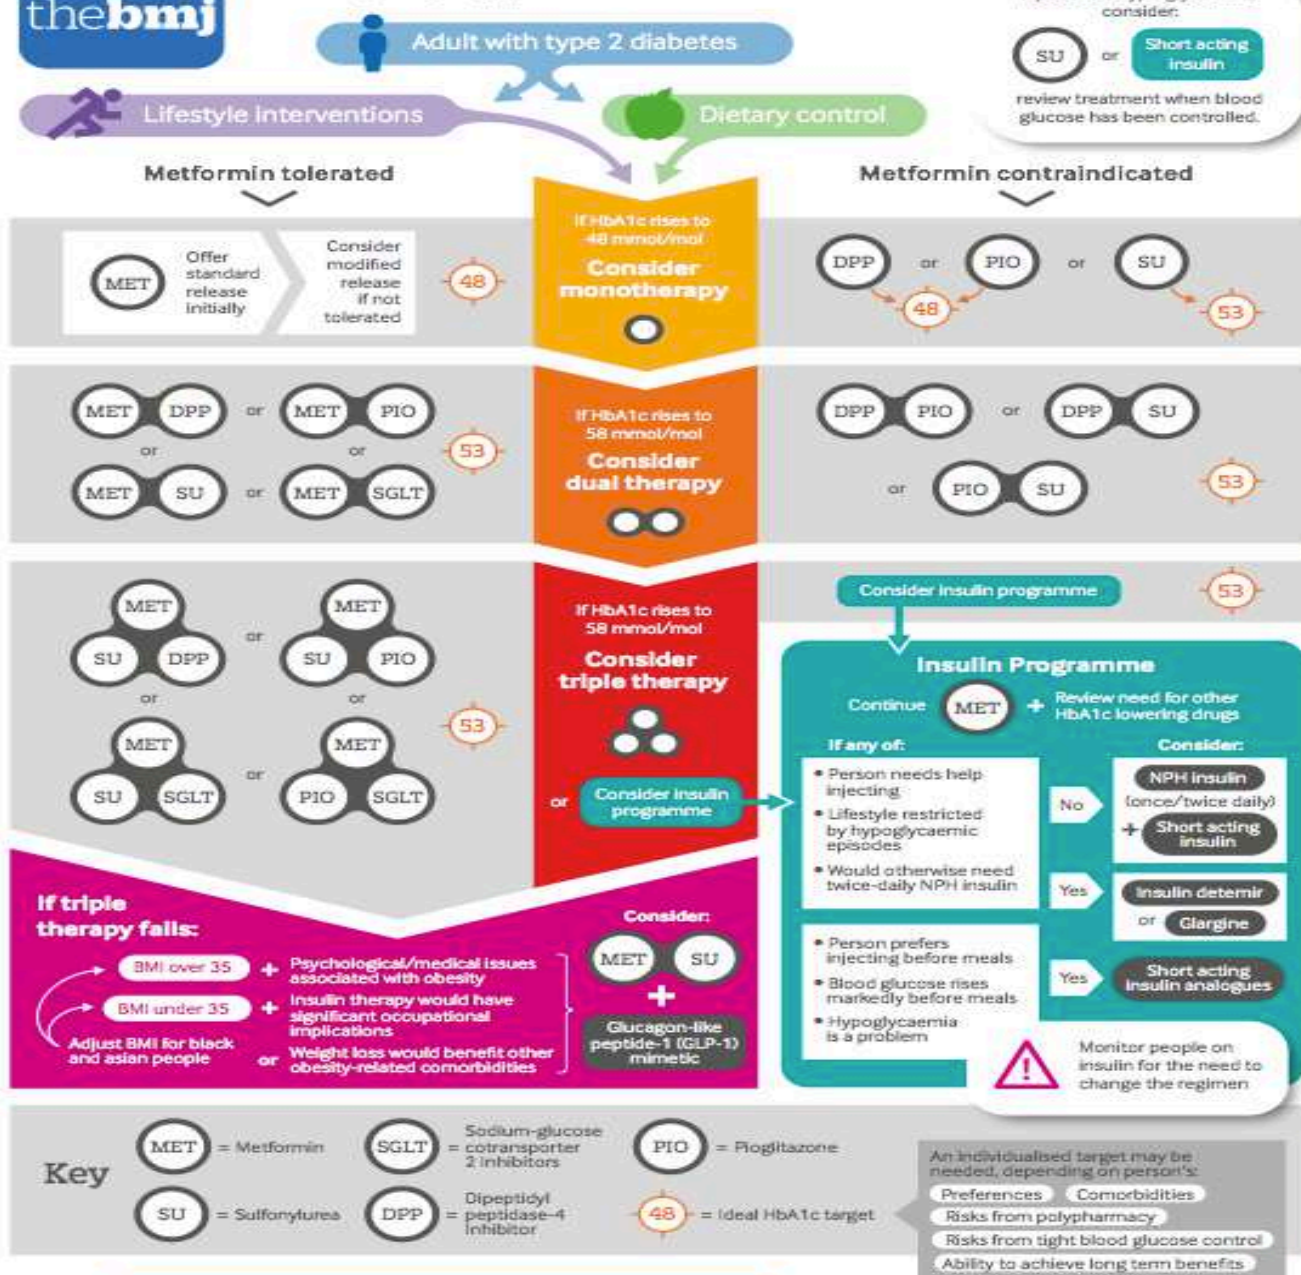 thebmj
Adult with type 2 diabetes
consider:
SU or Short acting
insulin
review treatment when blood
glucose has been controlled.
Lifestyle interventions
Dietary control
Metformin tolerated
Metformin contraindicated
If HbA1c rises to
48 mmol/mol
Consider
monotherapy
MET
Offer
standard
release
initially
Consider
modified
release
if not
tolerated
48
DPP or PIO or SU
48
53
If HbA1c rises to
58 mmol/mol
Consider
dual therapy
MET DPP or MET PIO
or
or
MET SU or MET SGLT
53
DPP PIO or DPP SU
or PIO SU
53
If HbA1c rises to
58 mmol/mol
Consider
triple therapy
or Consider insulin
programme
MET
SU DPP
or
MET
SU PIO
or
or
MET
SU SGLT
or
MET
PIO SGLT
53
Consider insulin programme
53
Insulin Programme
Continue MET + Review need for other
HbA1c lowering drugs
If any of:
Consider:
• Person needs help
injecting
• Lifestyle restricted
by hypoglycaemic
episodes
• Would otherwise need
twice-daily NPH insulin
No
NPH insulin
(once/twice daily)
+ Short acting
insulin
Yes
Insulin detemir
or Glargine
• Person prefers
injecting before meals
• Blood glucose rises
markedly before meals
• Hypoglycaemia
is a problem
Yes
Short acting
insulin analogues
Monitor people on
insulin for the need to
change the regimen
If triple
therapy fails:
BMI over 35 + Psychological/medical issues
associated with obesity
BMI under 35 + Insulin therapy would have
significant occupational
implications
Adjust BMI for black
and asian people
or Weight loss would benefit other
obesity-related comorbidities
Consider:
MET SU
+
Glucagon-like
peptide-1 (GLP-1)
mimetic
Key
MET = Metformin
SGLT = Sodium-glucose
cotransporter
2 inhibitors
PIO = Pioglitazone
SU = Sulfonylurea
DPP = Dipeptidyl
peptidase-4
inhibitor
48 = Ideal HbA1c target
An individualised target may be
needed, depending on person's:
Preferences Comorbidities
Risks from polypharmacy
Risks from tight blood glucose control
Ability to achieve long term benefits